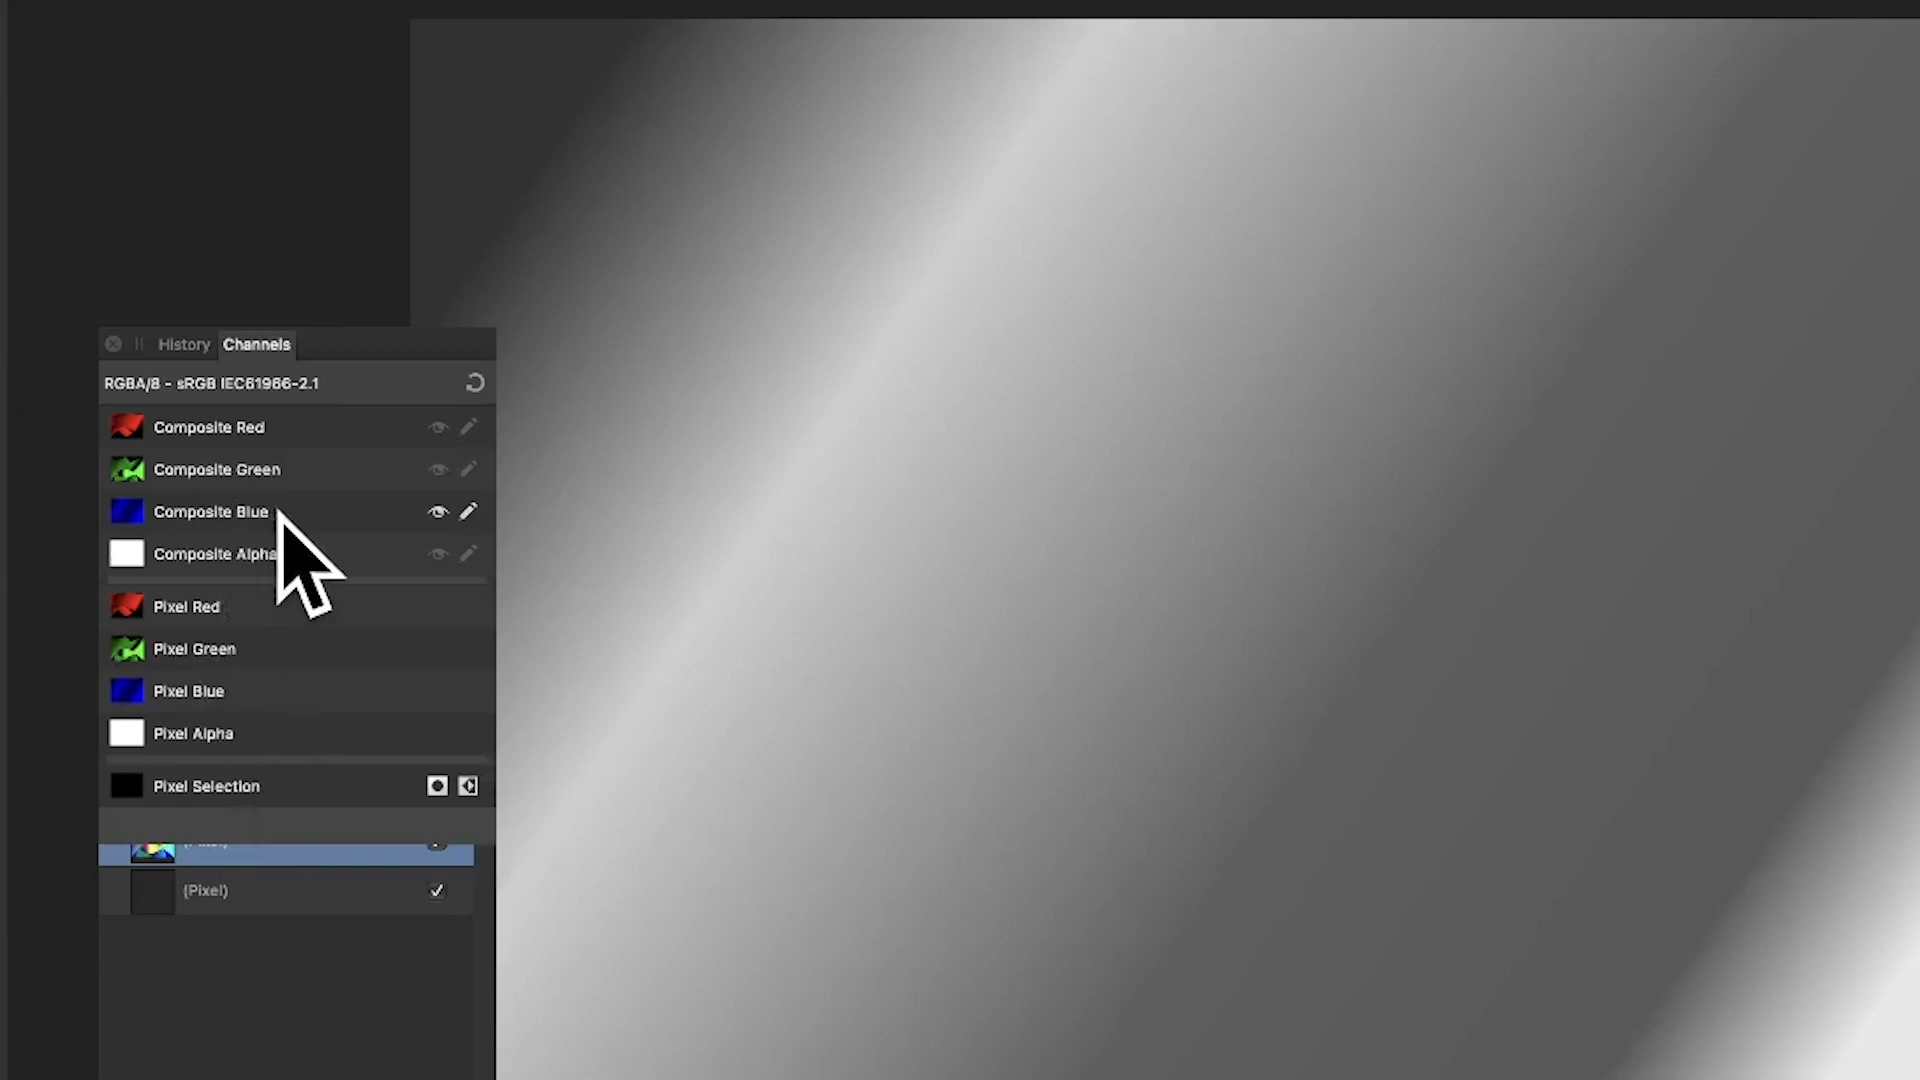 History Channels
RGBA/8 - sRGB IEC61966-2.1
Composite Red
Composite Green
Composite Blue
Composite Alpha
Pixel Red
Pixel Green
Pixel Blue
Pixel Alpha
Pixel Selection
(Pixel)